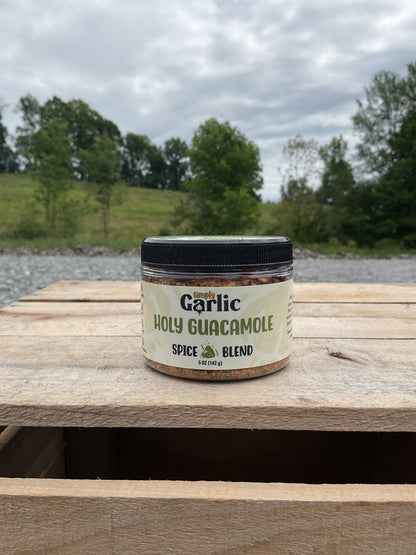 Simply
Garlic
HOLY GUACAMOLE
SPICE BLEND
5 OZ (142 g)